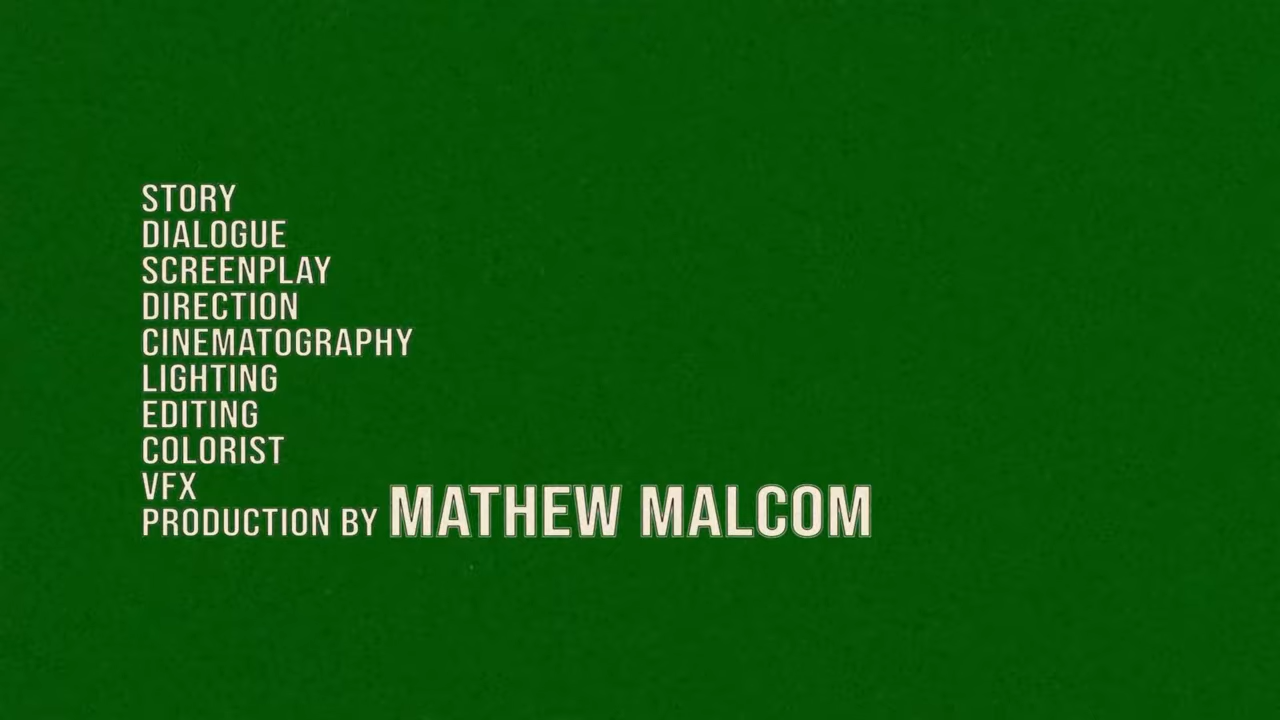 STORY
DIALOGUE
SCREENPLAY
DIRECTION
CINEMATOGRAPHY
LIGHTING
EDITING
COLORIST
VFX
PRODUCTION BY MATHEW MALCOM